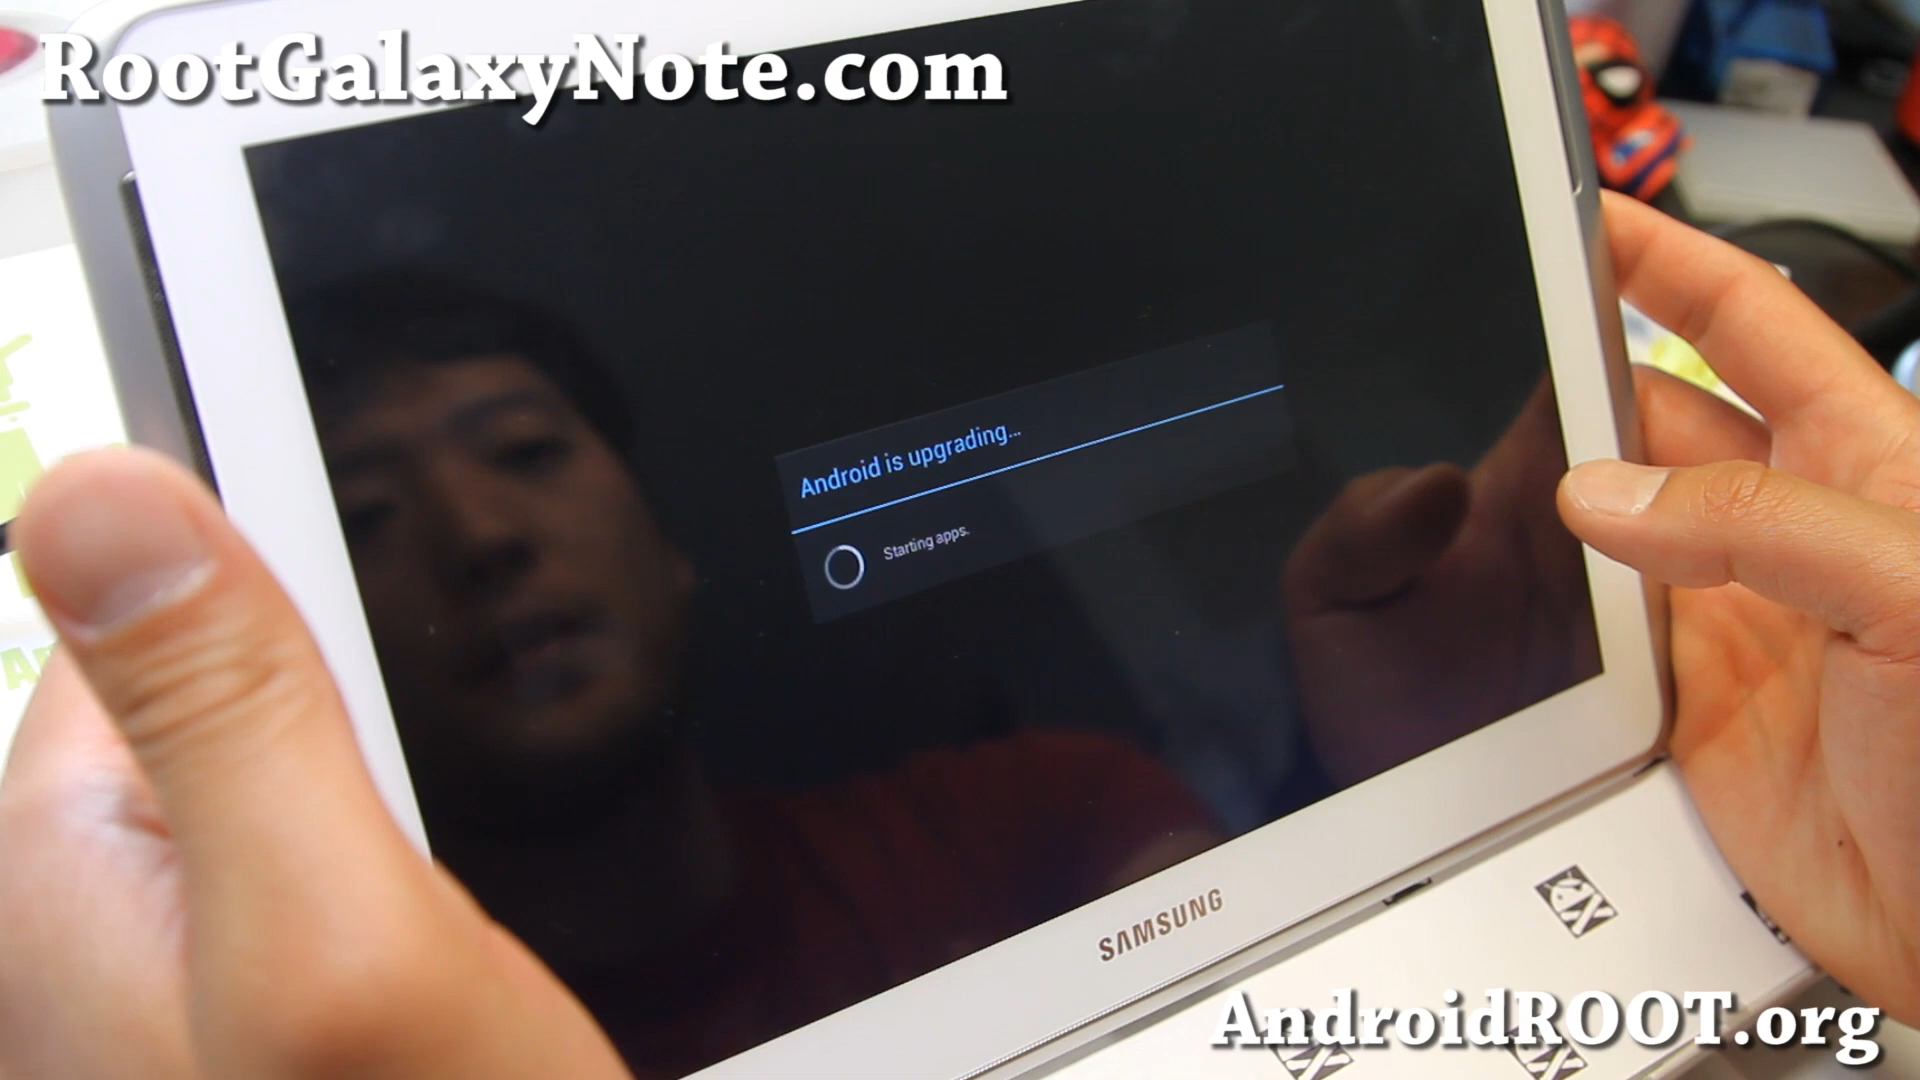 RootGalaxyNote.com
Android is upgrading...
Starting apps.
SAMSUNG
AndroidROOT.org